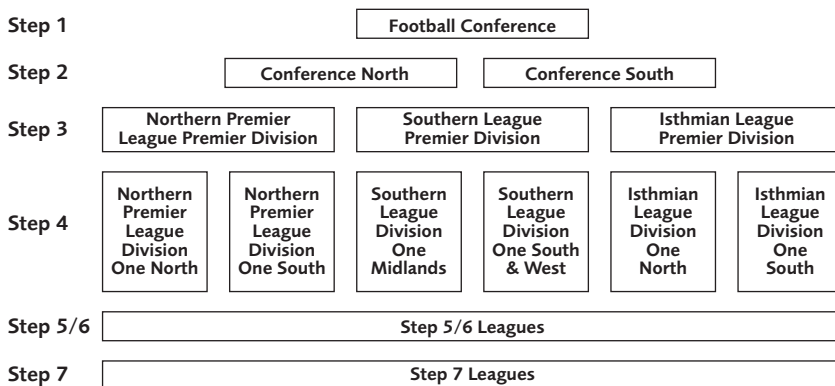 Step 1
Football Conference
Step 2
Conference North
Conference South
Step 3
Northern Premier
League Premier Division
Southern League
Premier Division
Isthmian League
Premier Division
Step 4
Northern
Premier
League
Division
One North
Northern
Premier
League
Division
One South
Southern
League
Division
One
Midlands
Southern
League
Division
One South
& West
Isthmian
League
Division
One
North
Isthmian
League
Division
One
South
Step 5/6
Step 5/6 Leagues
Step 7
Step 7 Leagues